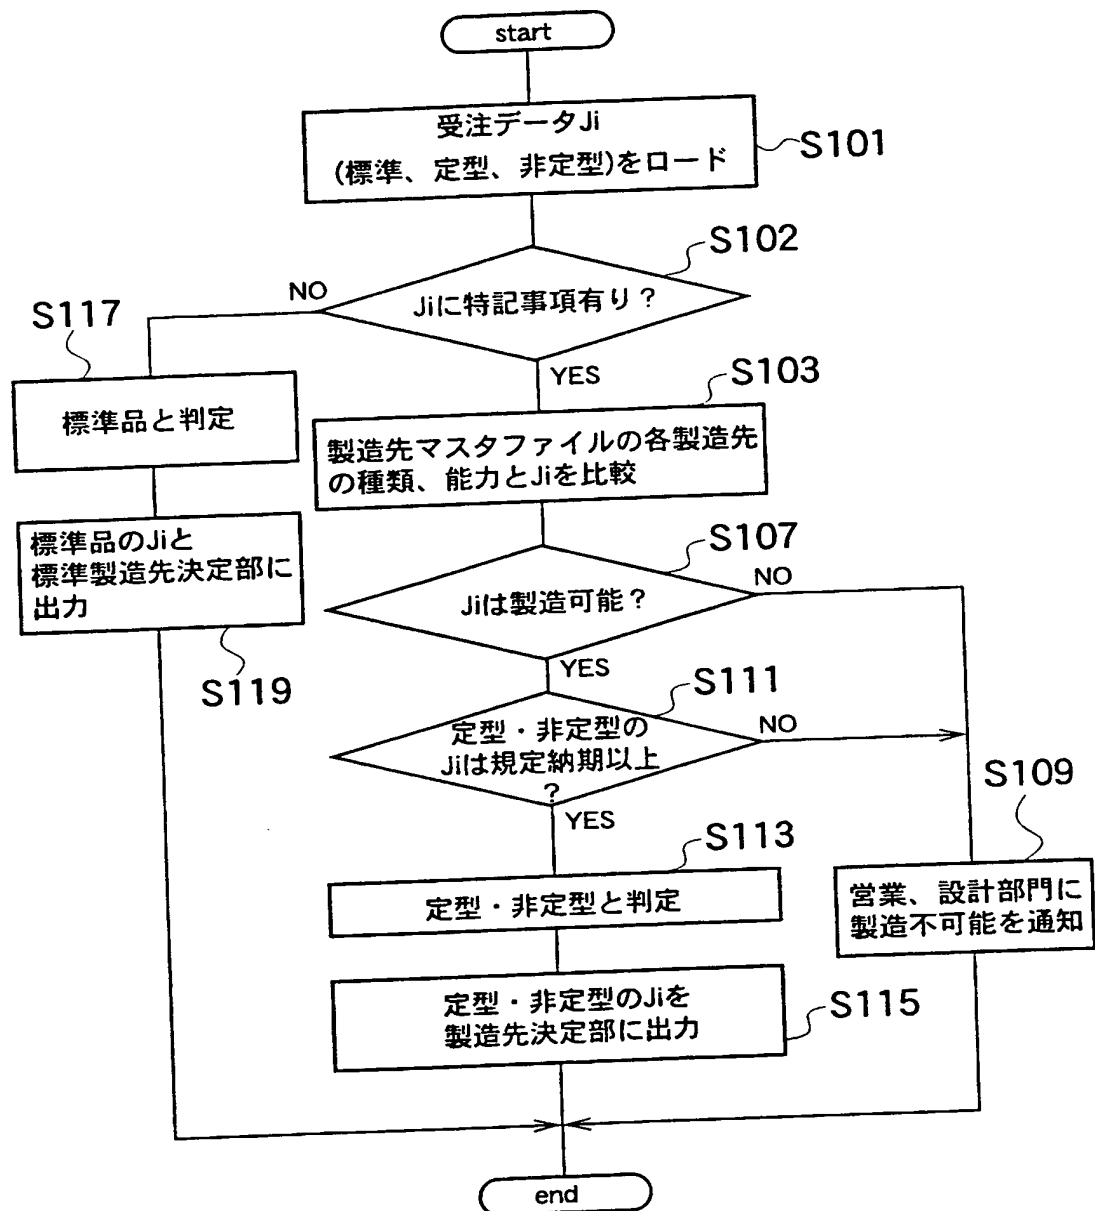 start
受注データJi
(標準、定型、非定型)をロード
S101
S102
Jiに特記事項有り？
NO
YES
S117
標準品と判定
S103
製造先マスタファイルの各製造先
の種類、能力とJiを比較
標準品のJiと
標準製造先決定部に
出力
S119
S107
Jiは製造可能？
NO
YES
S111
定型・非定型の
Jiは規定納期以上
？
NO
YES
S109
営業、設計部門に
製造不可能を通知
S113
定型・非定型と判定
定型・非定型のJiを
製造先決定部に出力
S115
end